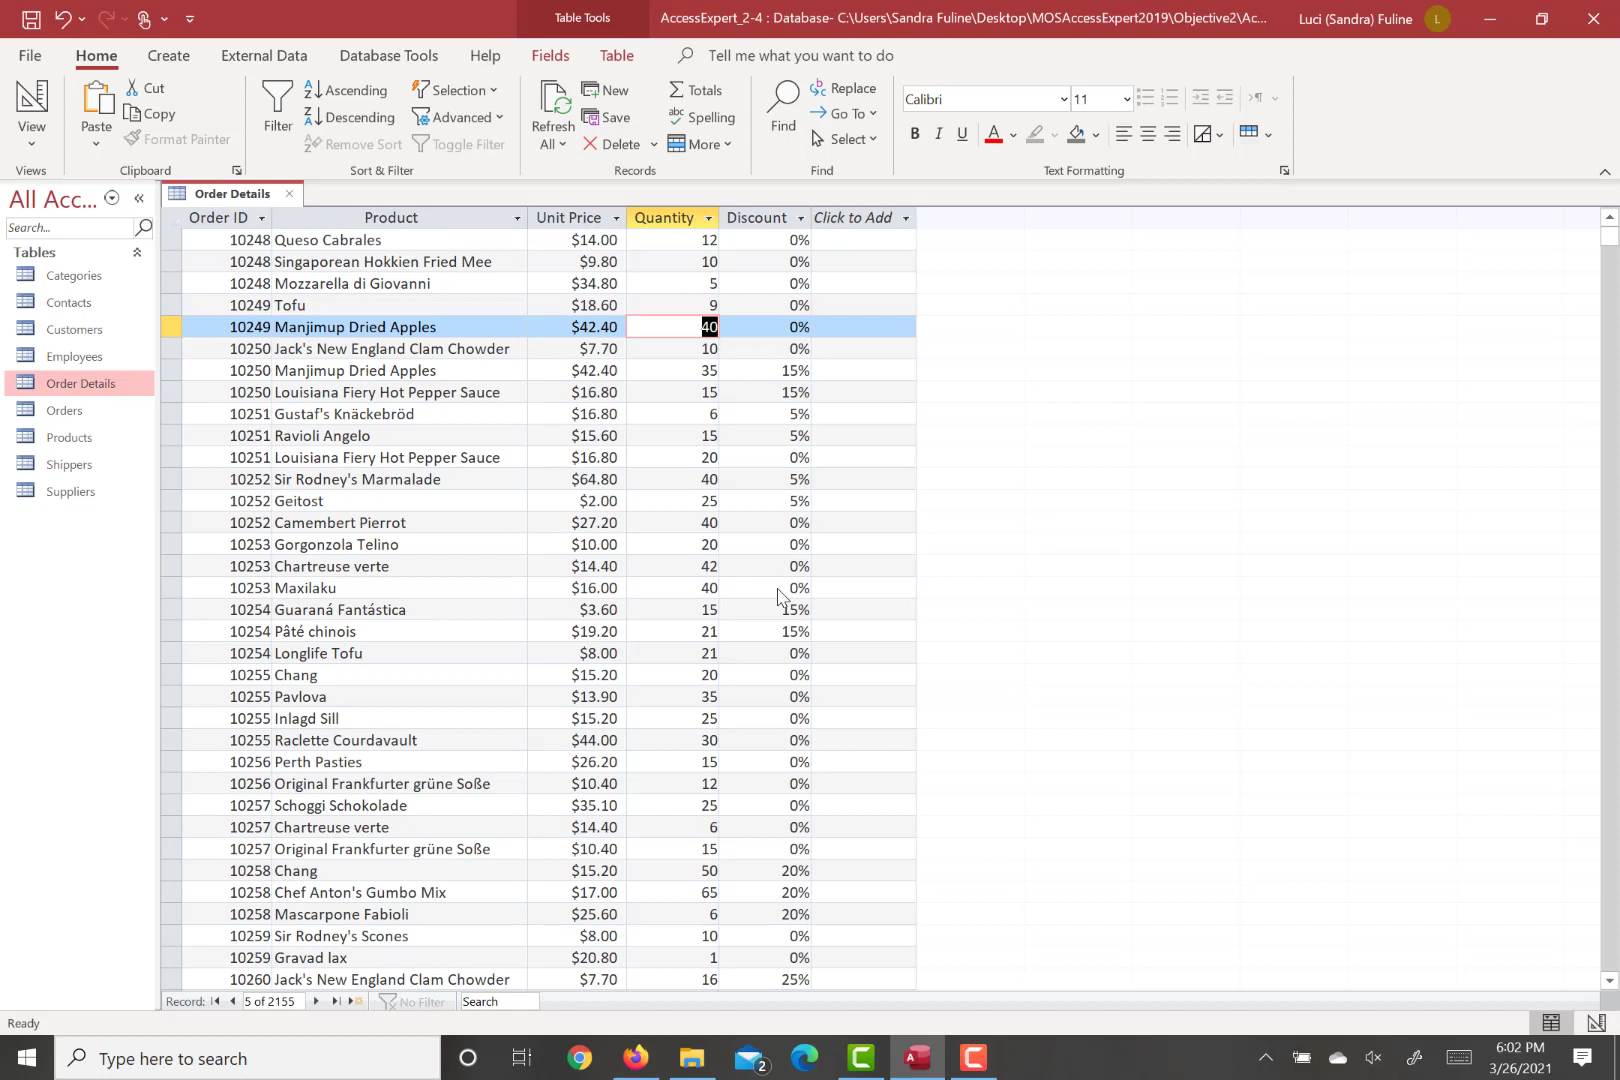 Table Tools
AccessExpert_2-4 : Database- C:\Users\Sandra Fuline\Desktop\MOSAccessExpert2019\Objective2\Ac...
Luci (Sandra) Fuline
L
File Home Create External Data Database Tools Help Fields Table Tell me what you want to do
View
Paste
Cut
Copy
Format Painter
Filter
Ascending
Descending
Remove Sort
Selection
Advanced
Toggle Filter
Refresh
All
New
Save
Delete
Totals
Spelling
More
Find
Replace
Go To
Select
Calibri 11
B I U A
Views Clipboard Sort & Filter Records Find Text Formatting
All Acc...
Search...
Tables
Categories
Contacts
Customers
Employees
Order Details
Orders
Products
Shippers
Suppliers
Order Details
Order ID Product Unit Price Quantity Discount Click to Add
10248 Queso Cabrales $14.00 12 0%
10248 Singaporean Hokkien Fried Mee $9.80 10 0%
10248 Mozzarella di Giovanni $34.80 5 0%
10249 Tofu $18.60 9 0%
10249 Manjimup Dried Apples $42.40 40 0%
10250 Jack's New England Clam Chowder $7.70 10 0%
10250 Manjimup Dried Apples $42.40 35 15%
10250 Louisiana Fiery Hot Pepper Sauce $16.80 15 15%
10251 Gustaf's Knäckebröd $16.80 6 5%
10251 Ravioli Angelo $15.60 15 5%
10251 Louisiana Fiery Hot Pepper Sauce $16.80 20 0%
10252 Sir Rodney's Marmalade $64.80 40 5%
10252 Geitost $2.00 25 5%
10252 Camembert Pierrot $27.20 40 0%
10253 Gorgonzola Telino $10.00 20 0%
10253 Chartreuse verte $14.40 42 0%
10253 Maxilaku $16.00 40 0%
10254 Guaraná Fantástica $3.60 15 15%
10254 Pâté chinois $19.20 21 15%
10254 Longlife Tofu $8.00 21 0%
10255 Chang $15.20 20 0%
10255 Pavlova $13.90 35 0%
10255 Inlagd Sill $15.20 25 0%
10255 Raclette Courdavault $44.00 30 0%
10256 Perth Pasties $26.20 15 0%
10256 Original Frankfurter grüne Soße $10.40 12 0%
10257 Schoggi Schokolade $35.10 25 0%
10257 Chartreuse verte $14.40 6 0%
10257 Original Frankfurter grüne Soße $10.40 15 0%
10258 Chang $15.20 50 20%
10258 Chef Anton's Gumbo Mix $17.00 65 20%
10258 Mascarpone Fabioli $25.60 6 20%
10259 Sir Rodney's Scones $8.00 10 0%
10259 Gravad lax $20.80 1 0%
10260 Jack's New England Clam Chowder $7.70 16 25%
Record: 5 of 2155 No Filter Search
Ready
Type here to search
2
6:02 PM
3/26/2021